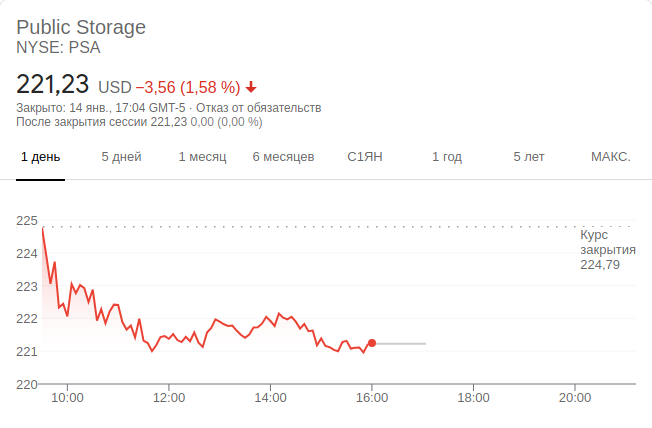 Public Storage
NYSE: PSA
221,23 USD −3,56 (1,58 %)
Закрыто: 14 янв., 17:04 GMT-5 · Отказ от обязательств
После закрытия сессии 221,23 0,00 (0,00 %)
1 день 5 дней 1 месяц 6 месяцев С1ЯН 1 год 5 лет МАКС.
225
Курс
закрытия
224,79
224
223
222
221
220
10:00 12:00 14:00 16:00 18:00 20:00